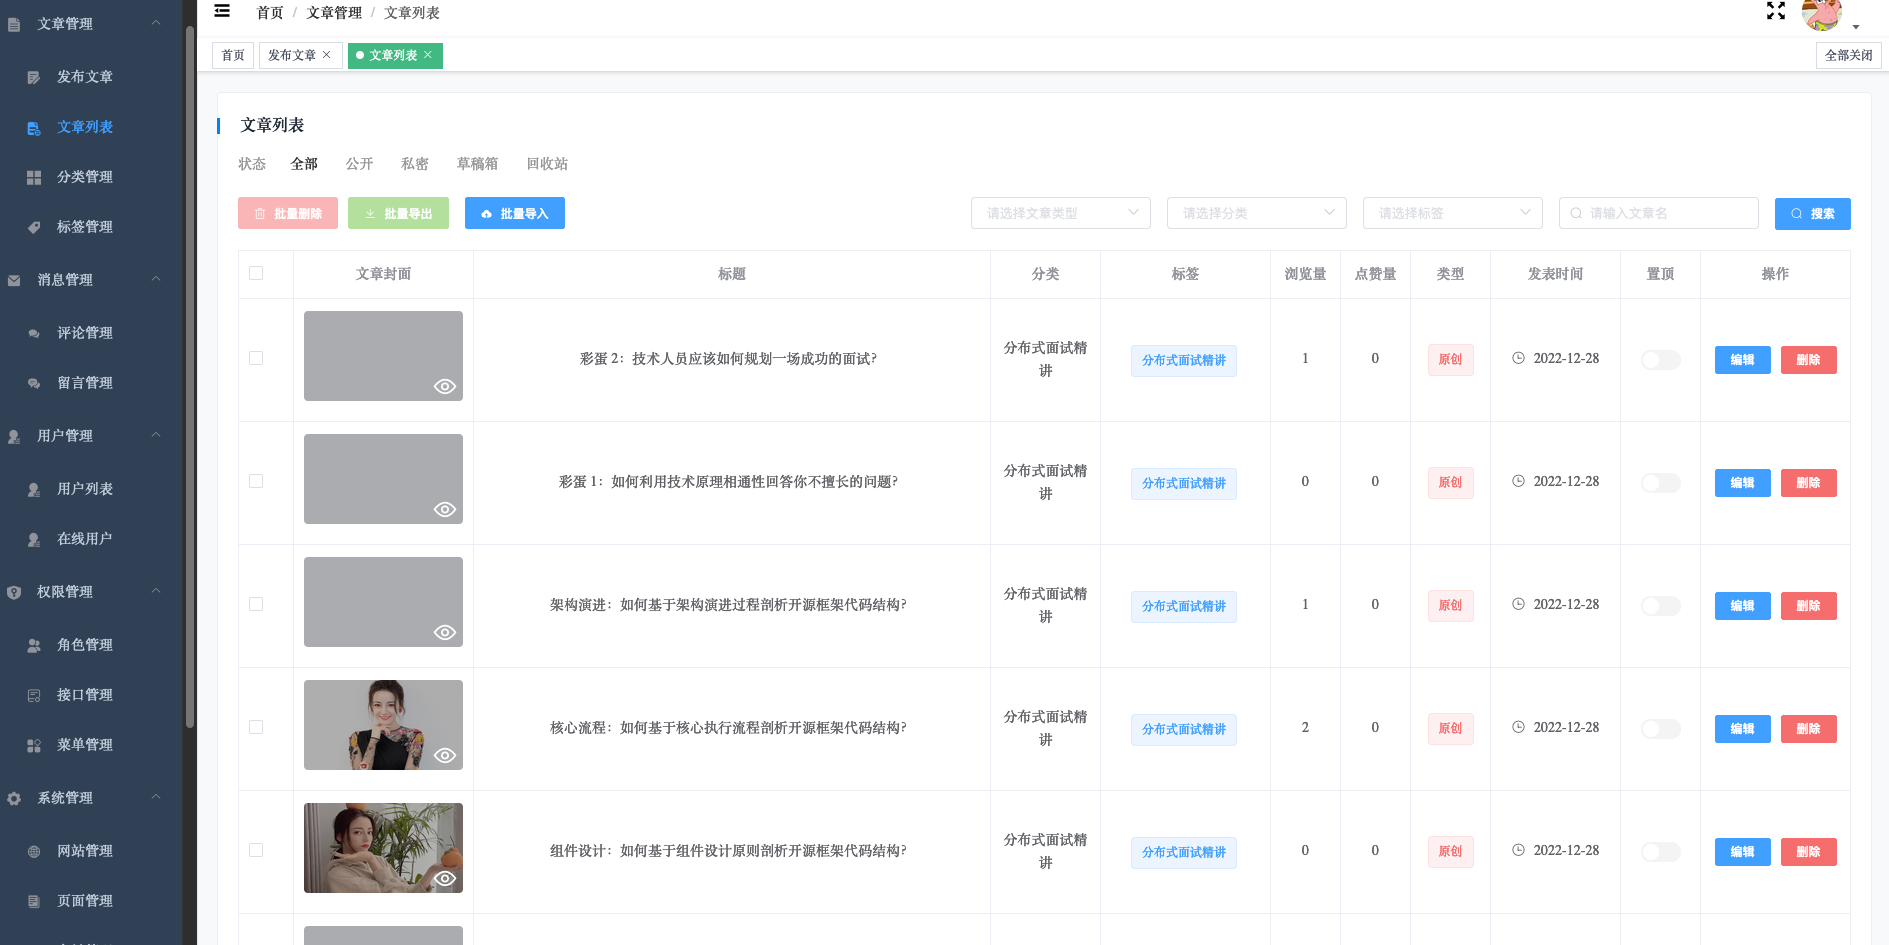 文章管理
发布文章
文章列表
分类管理
标签管理
消息管理
评论管理
留言管理
用户管理
用户列表
在线用户
权限管理
角色管理
接口管理
菜单管理
系统管理
网站管理
页面管理
首页 / 文章管理 / 文章列表
首页 发布文章 文章列表 全部关闭
文章列表
状态 全部 公开 私密 草稿箱 回收站
批量删除 批量导出 批量导入 请选择文章类型 请选择分类 请选择标签 请输入文章名 搜索
文章封面 标题 分类 标签 浏览量 点赞量 类型 发表时间 置顶 操作
彩蛋 2：技术人员应该如何规划一场成功的面试? 分布式面试精讲 分布式面试精讲 1 0 原创 2022-12-28 编辑 删除
彩蛋 1：如何利用技术原理相通性回答你不擅长的问题? 分布式面试精讲 分布式面试精讲 0 0 原创 2022-12-28 编辑 删除
架构演进：如何基于架构演进过程剖析开源框架代码结构? 分布式面试精讲 分布式面试精讲 1 0 原创 2022-12-28 编辑 删除
核心流程：如何基于核心执行流程剖析开源框架代码结构? 分布式面试精讲 分布式面试精讲 2 0 原创 2022-12-28 编辑 删除
组件设计：如何基于组件设计原则剖析开源框架代码结构? 分布式面试精讲 分布式面试精讲 0 0 原创 2022-12-28 编辑 删除